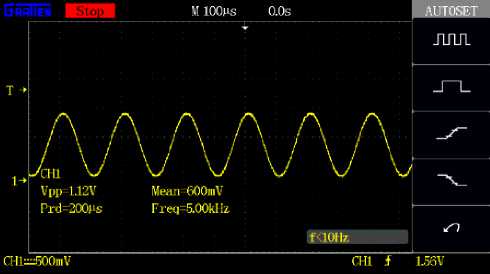 Stop M 100μs 0.0s AUTOSET
T
1
CH1
Vpp=1.12V Mean=600mV
Prd=200μs Freq=5.00kHz
f<10Hz
CH1 500mV CH1 1.56V